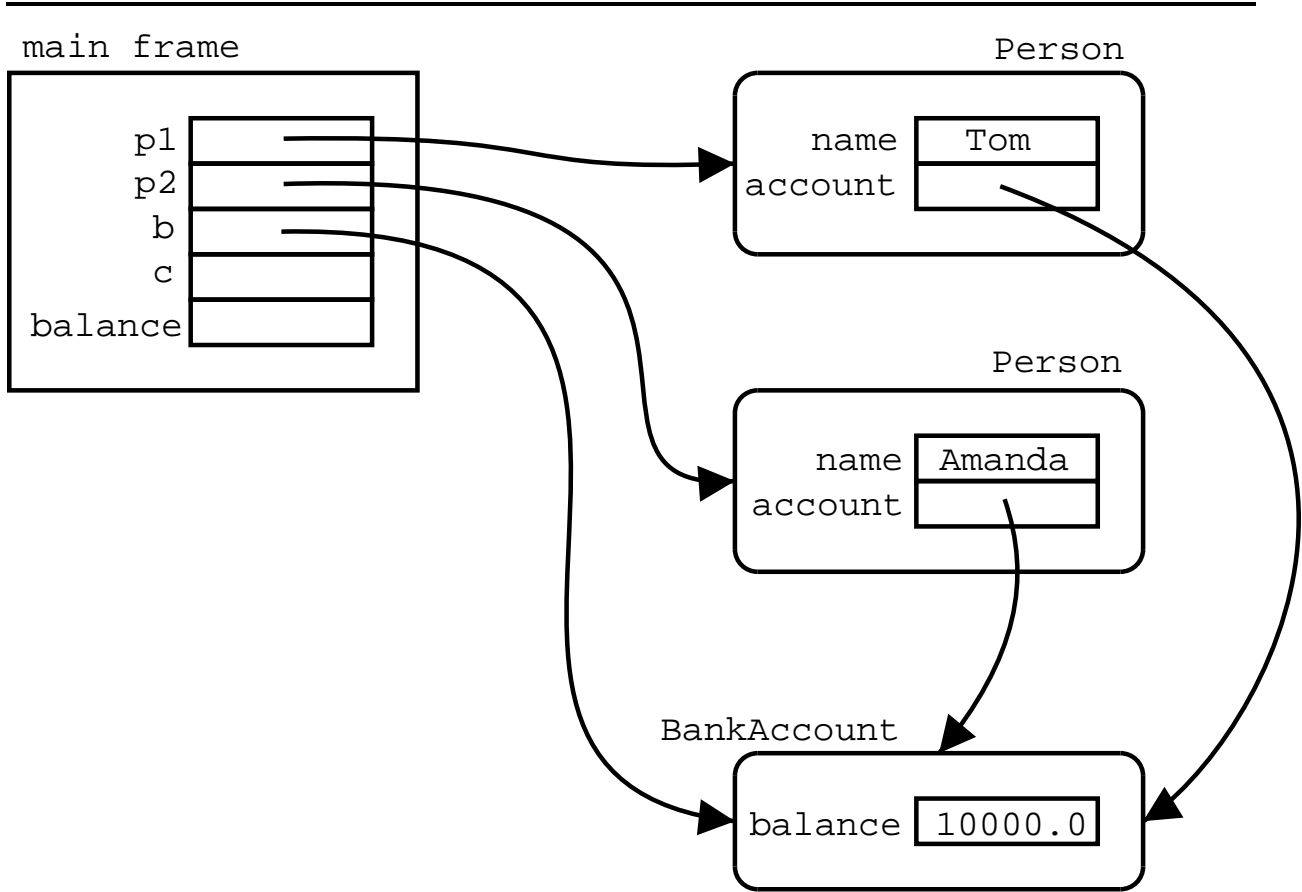 main frame
p1
p2
b
c
balance
Person
name Tom
account
Person
name Amanda
account
BankAccount
balance 10000.0